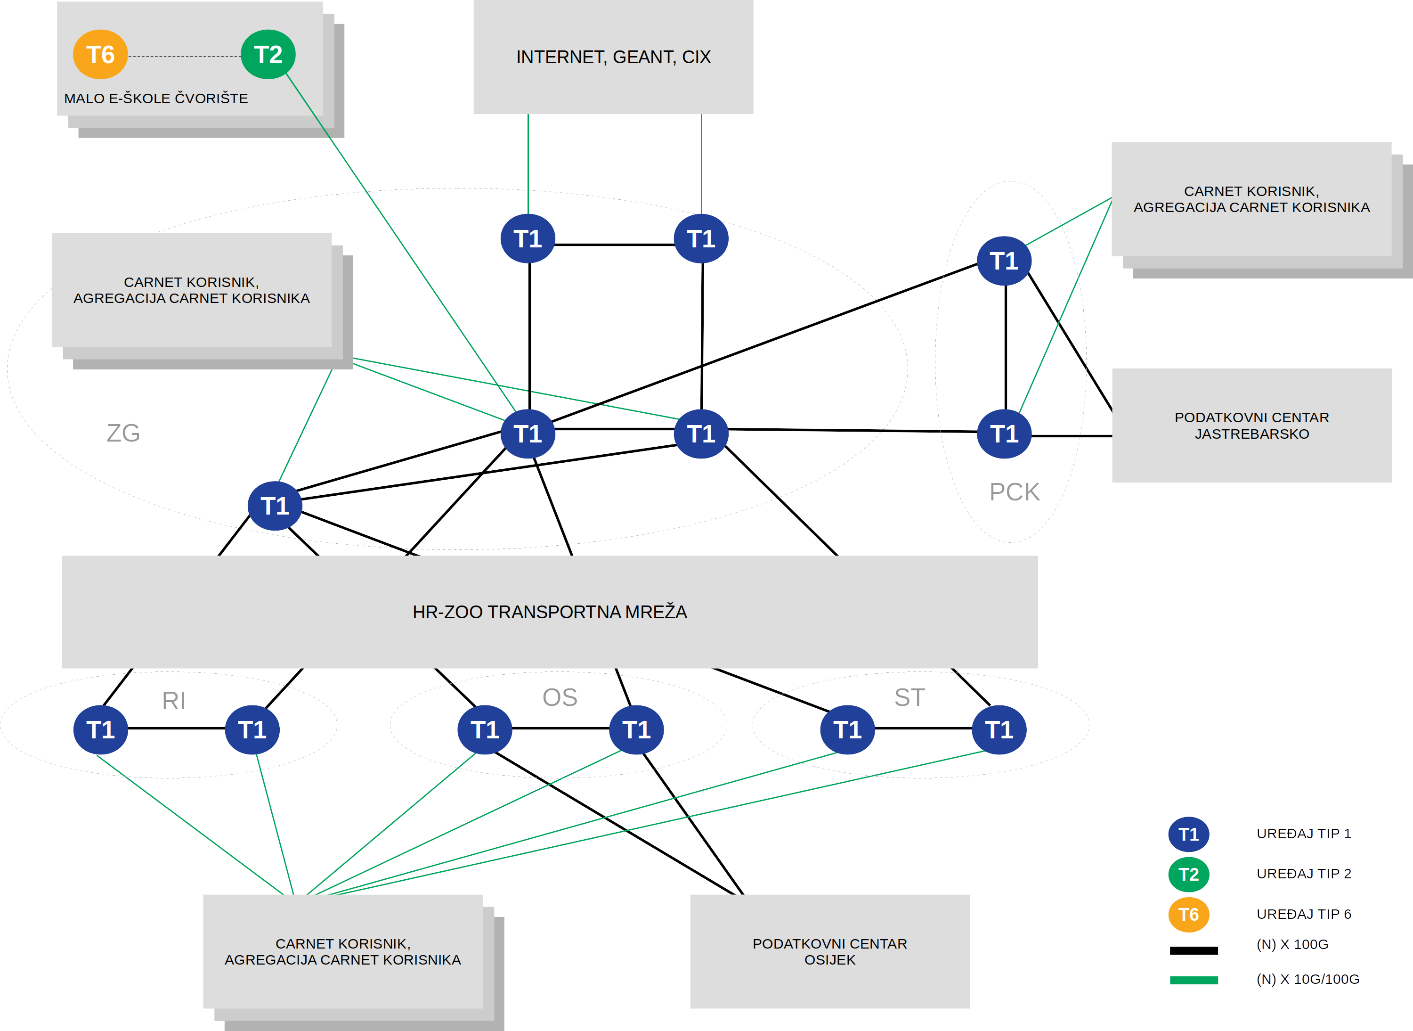 T6
T2
MALO E-ŠKOLE ČVORIŠTE
INTERNET, GEANT, CIX
CARNET KORISNIK,
AGREGACIJA CARNET KORISNIKA
T1
T1
T1
CARNET KORISNIK,
AGREGACIJA CARNET KORISNIKA
ZG
T1
T1
T1
PODATKOVNI CENTAR
JASTREBARSKO
PCK
T1
HR-ZOO TRANSPORTNA MREŽA
RI
OS
ST
T1
T1
T1
T1
T1
T1
CARNET KORISNIK,
AGREGACIJA CARNET KORISNIKA
PODATKOVNI CENTAR
OSIJEK
T1 UREĐAJ TIP 1
T2 UREĐAJ TIP 2
T6 UREĐAJ TIP 6
(N) X 100G
(N) X 10G/100G